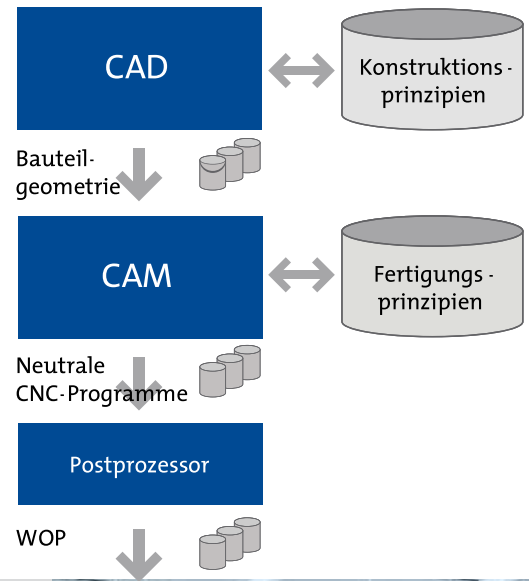 CAD
Konstruktions-
prinzipien
Bauteil-
geometrie
CAM
Fertigungs-
prinzipien
Neutrale
CNC-Programme
Postprozessor
WOP